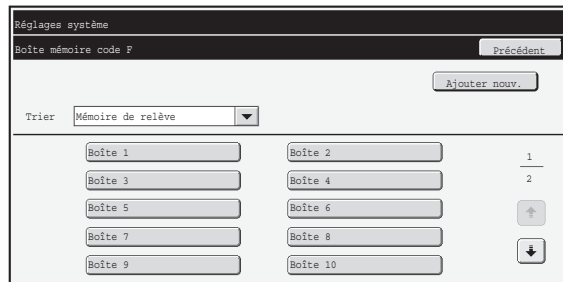 Réglages système
Boîte mémoire code F
Précédent
Ajouter nouv.
Trier Mémoire de relève
Boîte 1 Boîte 2
1
Boîte 3 Boîte 4
2
Boîte 5 Boîte 6
Boîte 7 Boîte 8
Boîte 9 Boîte 10